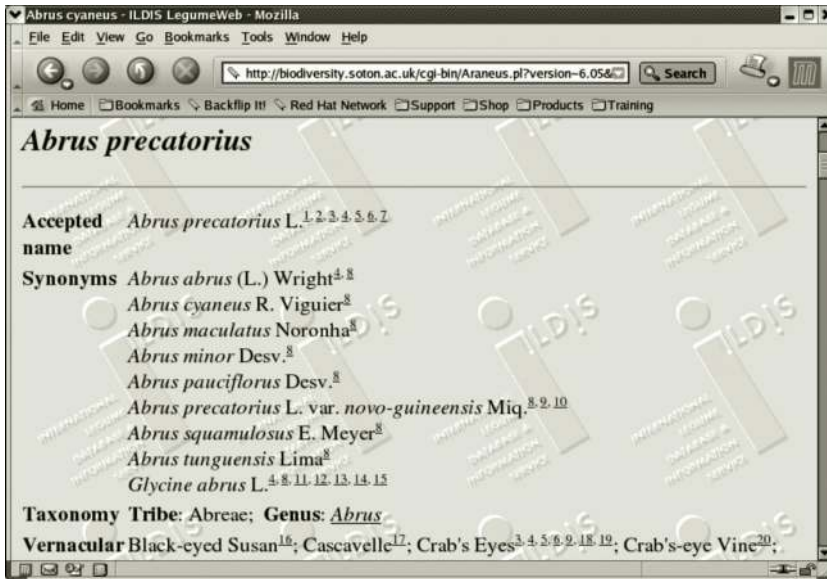 Abrus cyaneus - ILDIS LegumeWeb - Mozilla
File Edit View Go Bookmarks Tools Window Help
http://biodiversity.soton.ac.uk/cgi-bin/Araneus.pl?version=6.05& Search
Home Bookmarks Backflip It! Red Hat Network Support Shop Products Training
Abrus precatorius
Accepted name Abrus precatorius L.1, 2, 3, 4, 5, 6, 7
Synonyms Abrus abrus (L.) Wright4, 8
Abrus cyaneus R. Viguier8
Abrus maculatus Noronha8
Abrus minor Desv.8
Abrus pauciflorus Desv.8
Abrus precatorius L. var. novo-guineensis Miq.8, 9, 10
Abrus squamulosus E. Meyer8
Abrus tunguensis Lima8
Glycine abrus L.4, 8, 11, 12, 13, 14, 15
Taxonomy Tribe: Abreae; Genus: Abrus
Vernacular Black-eyed Susan16; Cascavelle17; Crab's Eyes3, 4, 5, 6, 9, 18, 19; Crab's-eye Vine20;
ILDIS
INTERNATIONAL LEGUME DATABASE & INFORMATION SERVICE